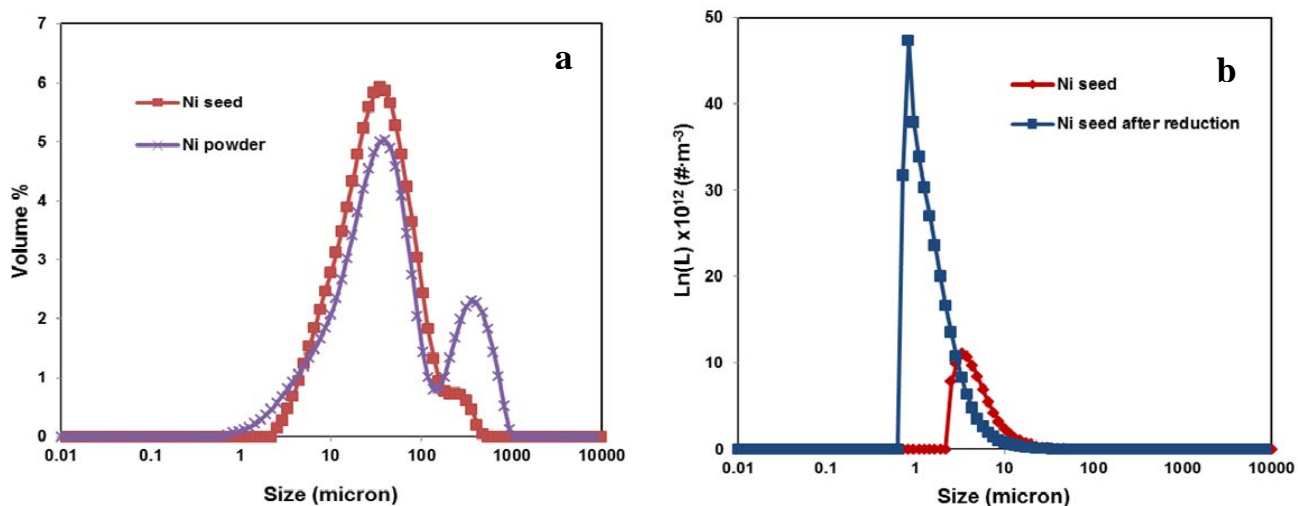 a
Volume %
7
6
5
4
3
2
1
0
Ni seed
Ni powder
0.01 0.1 1 10 100 1000 10000
Size (micron)
b
Ln(L) x10¹² (#·m⁻³)
50
40
30
20
10
0
Ni seed
Ni seed after reduction
0.01 0.1 1 10 100 1000 10000
Size (micron)